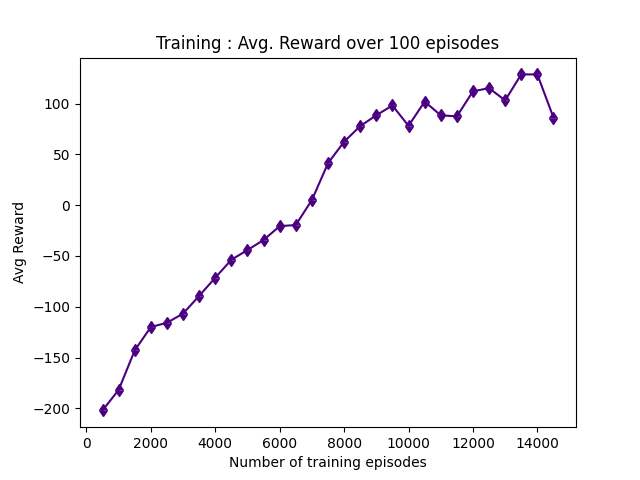 Training : Avg. Reward over 100 episodes
100
50
0
−50
−100
−150
−200
Avg Reward
0 2000 4000 6000 8000 10000 12000 14000
Number of training episodes